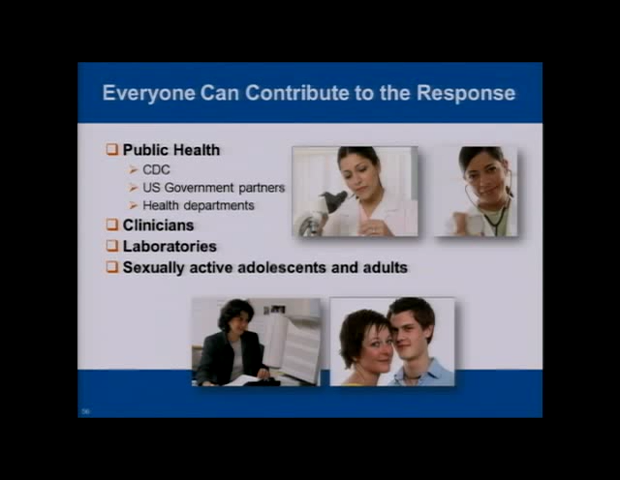 Everyone Can Contribute to the Response
Public Health
CDC
US Government partners
Health departments
Clinicians
Laboratories
Sexually active adolescents and adults